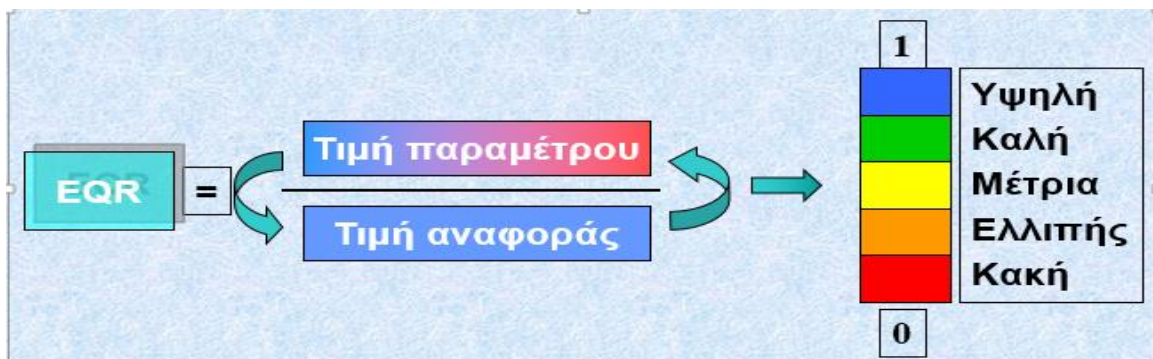 EQR
=
Τιμή παραμέτρου
Τιμή αναφοράς
1
Υψηλή
Καλή
Μέτρια
Ελλιπής
Κακή
0